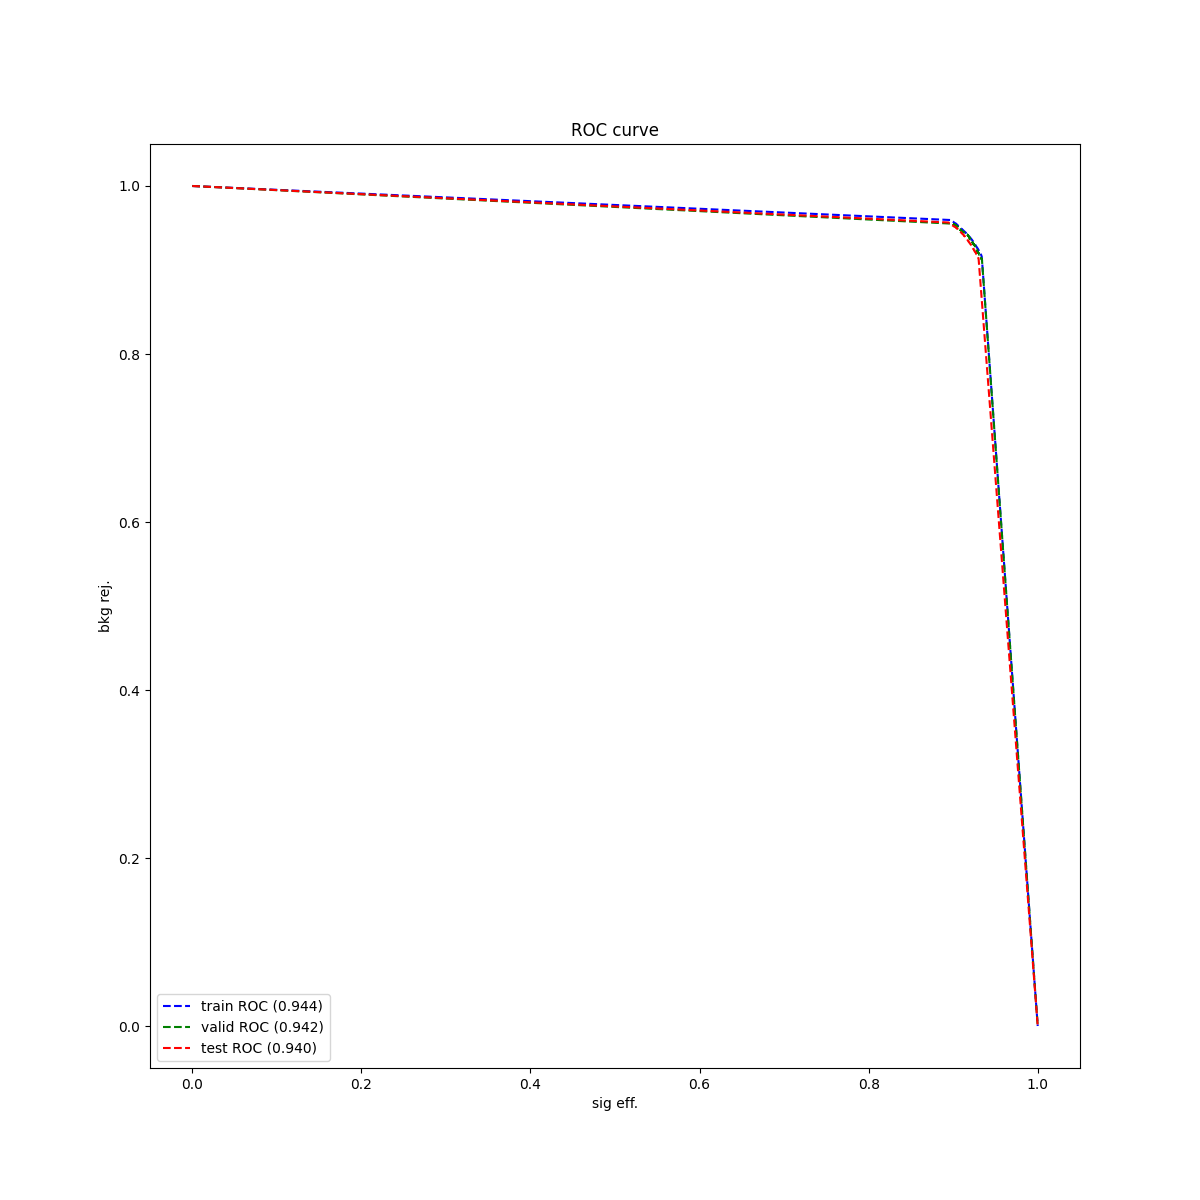 ROC curve
1.0
0.8
0.6
0.4
0.2
0.0
bkg rej.
train ROC (0.944)
valid ROC (0.942)
test ROC (0.940)
0.0 0.2 0.4 0.6 0.8 1.0
sig eff.